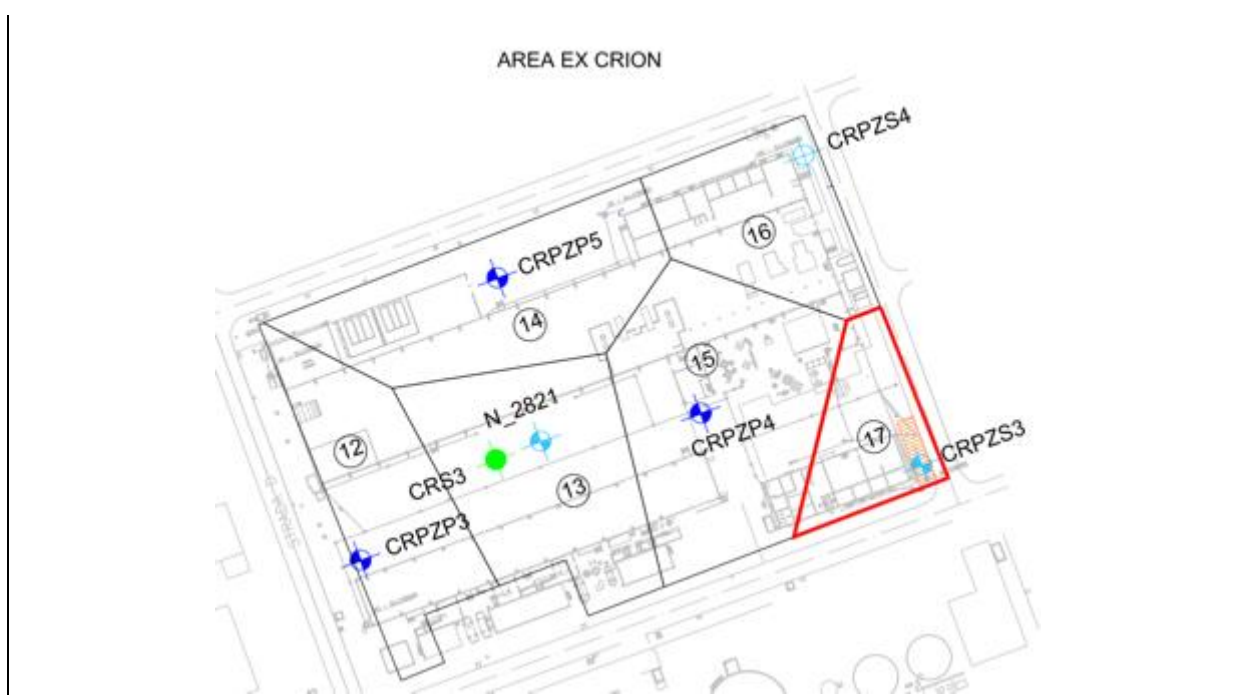 AREA EX CRION
CRPZS4
16
CRPZP5
14
15
N_2821
CRPZP4
12
17
CRPZS3
CRS3
13
CRPZP3